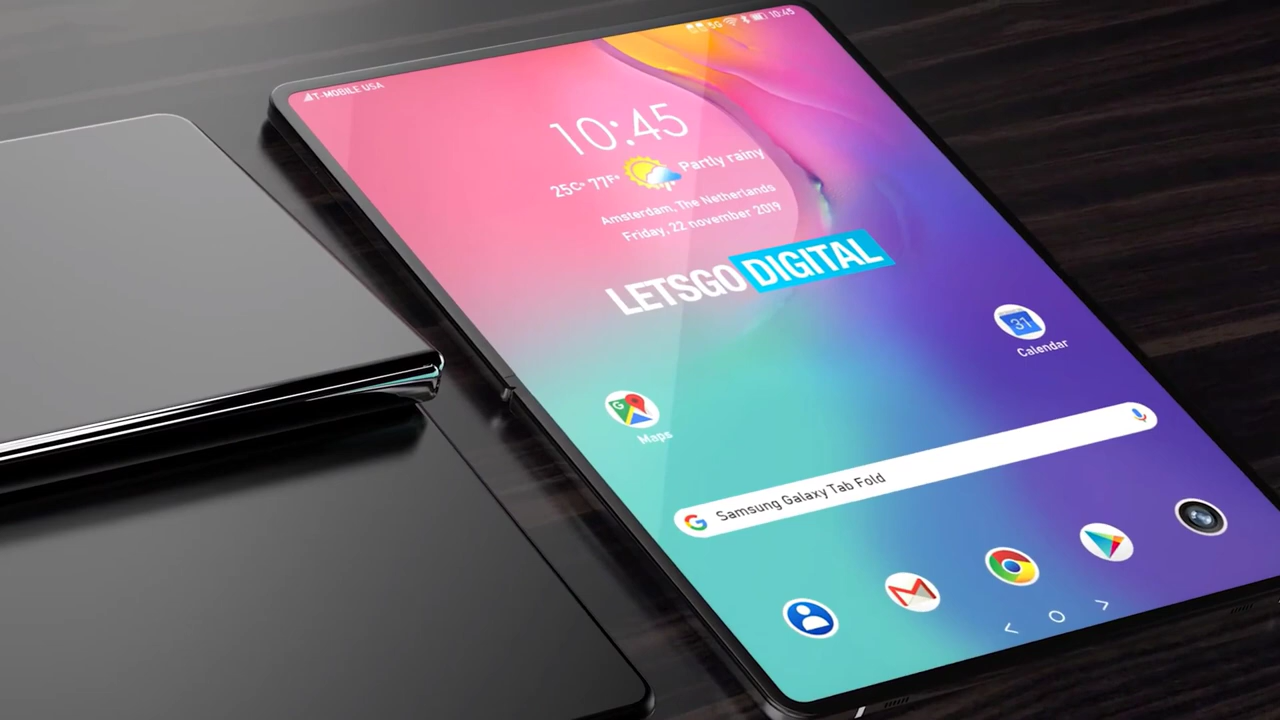 T-MOBILE USA
5G 10:45
10:45
25C° 77F° Partly rainy
Amsterdam, The Netherlands
Friday, 22 november 2019
LETSGO DIGITAL
31
Calendar
G
Maps
G Samsung Galaxy Tab Fold
M